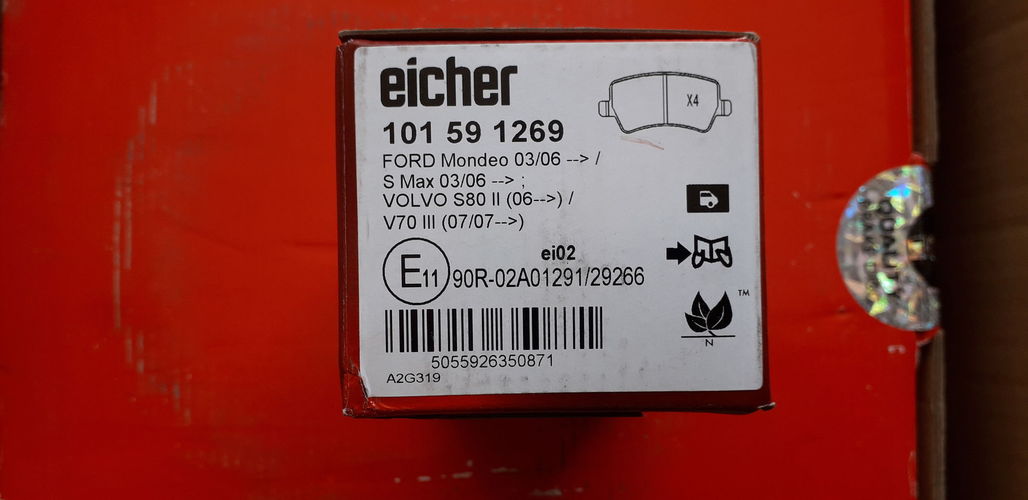 eicher
X4
101 59 1269
FORD Mondeo 03/06 --> /
S Max 03/06 --> ;
VOLVO S80 II (06-->) /
V70 III (07/07-->)
ei02
E11 90R-02A01291/29266
TM
N
5055926350871
A2G319